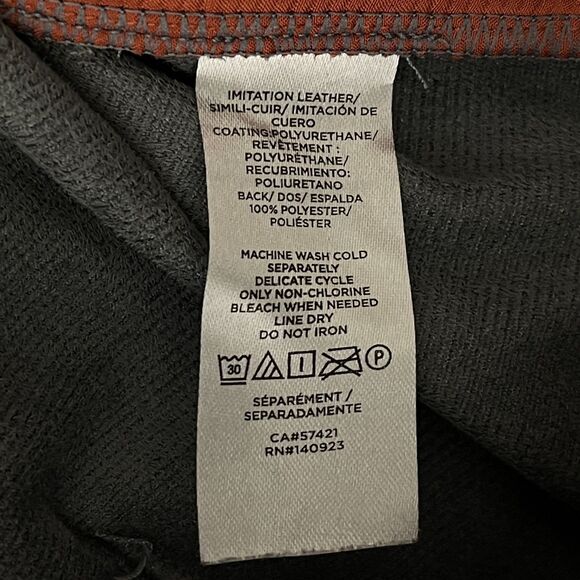 IMITATION LEATHER/
SIMILI-CUIR/ IMITACIÓN DE
CUERO
COATING:POLYURETHANE/
REVÊTEMENT :
POLYURÉTHANE/
RECUBRIMIENTO:
POLIURETANO
BACK/ DOS/ ESPALDA
100% POLYESTER/
POLIÉSTER
MACHINE WASH COLD
SEPARATELY
DELICATE CYCLE
ONLY NON-CHLORINE
BLEACH WHEN NEEDED
LINE DRY
DO NOT IRON
30 P
SÉPARÉMENT /
SEPARADAMENTE
CA#57421
RN#140923